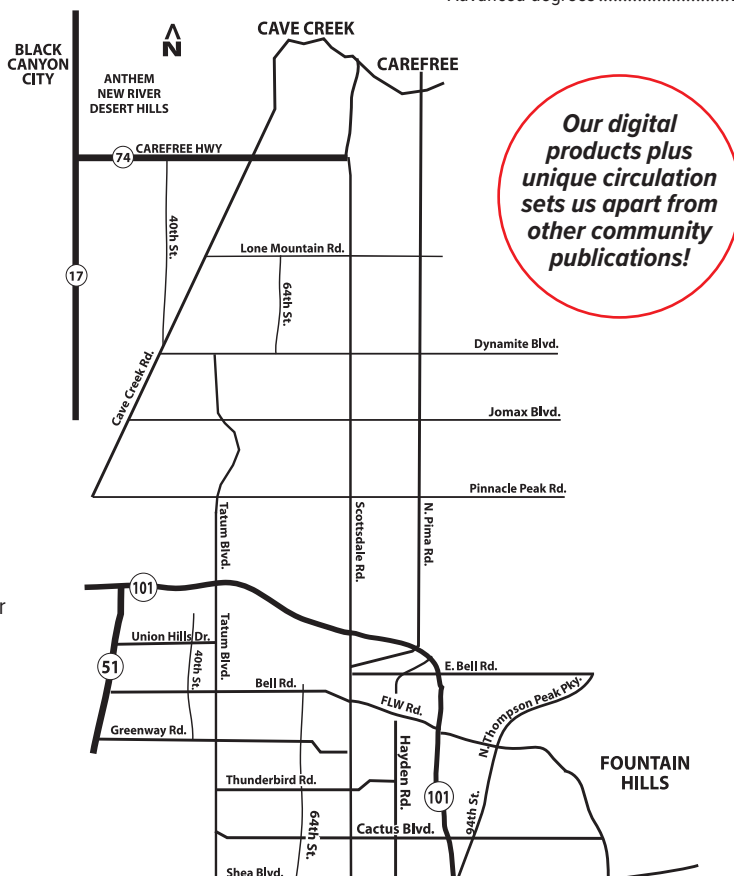 Advanced degrees
CAVE CREEK
BLACK
CANYON
CITY
N
CAREFREE
ANTHEM
NEW RIVER
DESERT HILLS
Our digital
products plus
unique circulation
sets us apart from
other community
publications!
74
CAREFREE HWY
40th St.
Lone Mountain Rd.
17
64th St.
Dynamite Blvd.
Cave Creek Rd.
Jomax Blvd.
Pinnacle Peak Rd.
Tatum Blvd.
Scottsdale Rd.
N. Pima Rd.
101
r
Union Hills Dr.
Tatum Blvd.
40th St.
51
E. Bell Rd.
Bell Rd.
FLW Rd.
N. Thompson Peak Pky.
Greenway Rd.
Hayden Rd.
FOUNTAIN
HILLS
Thunderbird Rd.
101
94th St.
64th St.
Cactus Blvd.
Shea Blvd.